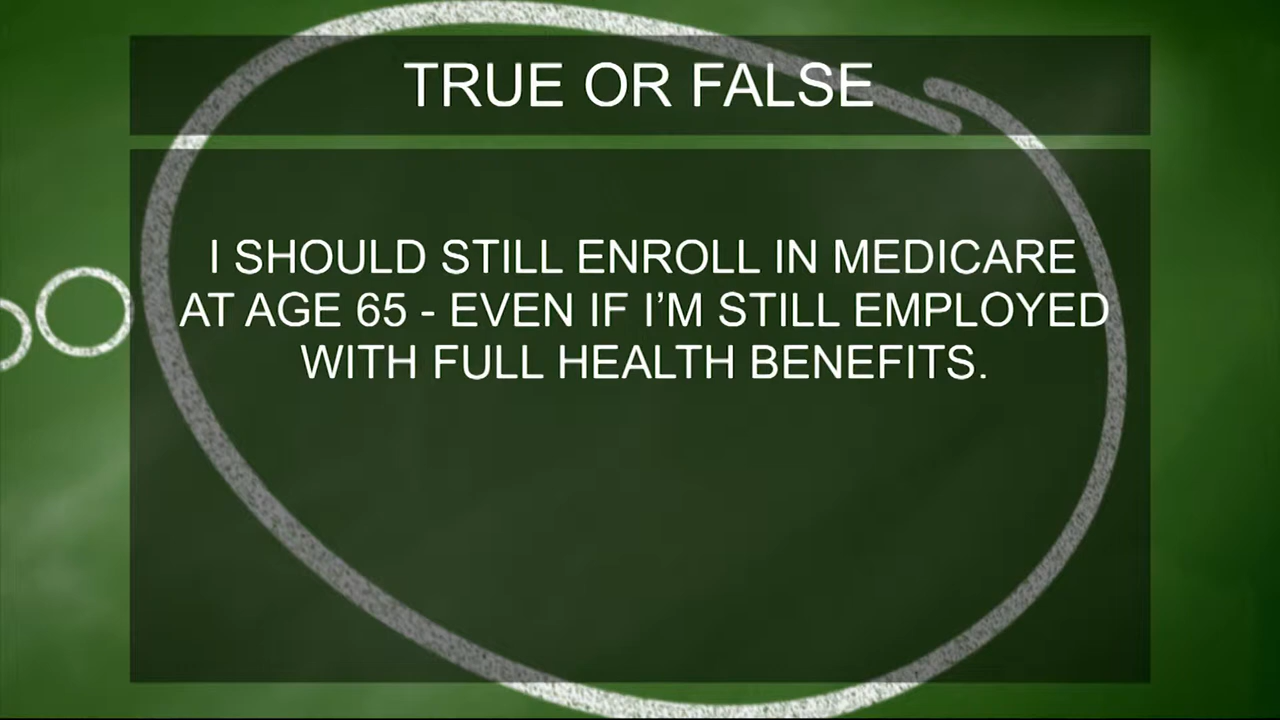 TRUE OR FALSE
I SHOULD STILL ENROLL IN MEDICARE
AT AGE 65 - EVEN IF I’M STILL EMPLOYED
WITH FULL HEALTH BENEFITS.